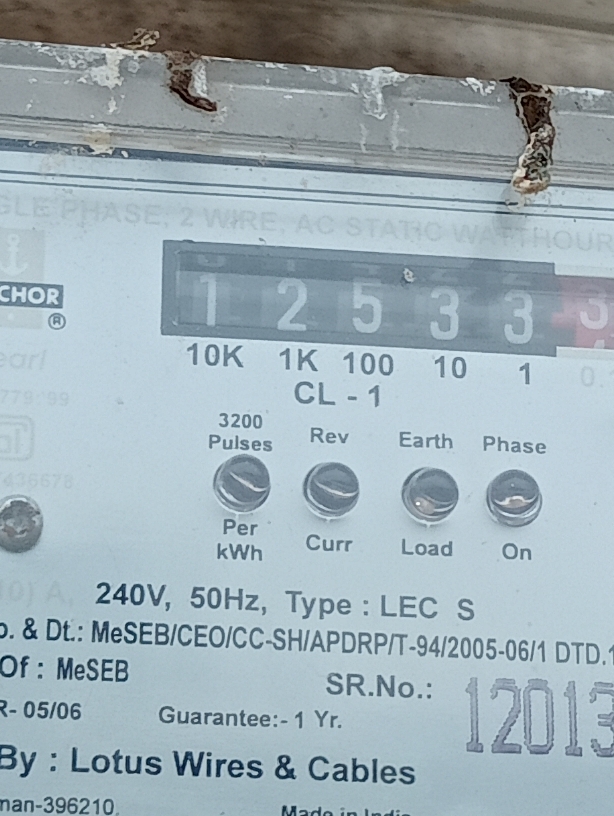 GLE PHASE, 2 WIRE, AC STATIC WATTHOUR
CHOR
®
1 2 5 3 3 3
10K 1K 100 10 1 0.
CL - 1
3200
Pulses Rev Earth Phase
Per
kWh Curr Load On
240V, 50Hz, Type : LEC S
o. & Dt.: MeSEB/CEO/CC-SH/APDRP/T-94/2005-06/1 DTD.
Of : MeSEB
SR.No.: 12013
R- 05/06 Guarantee:- 1 Yr.
By : Lotus Wires & Cables
man-396210 Made in Indi